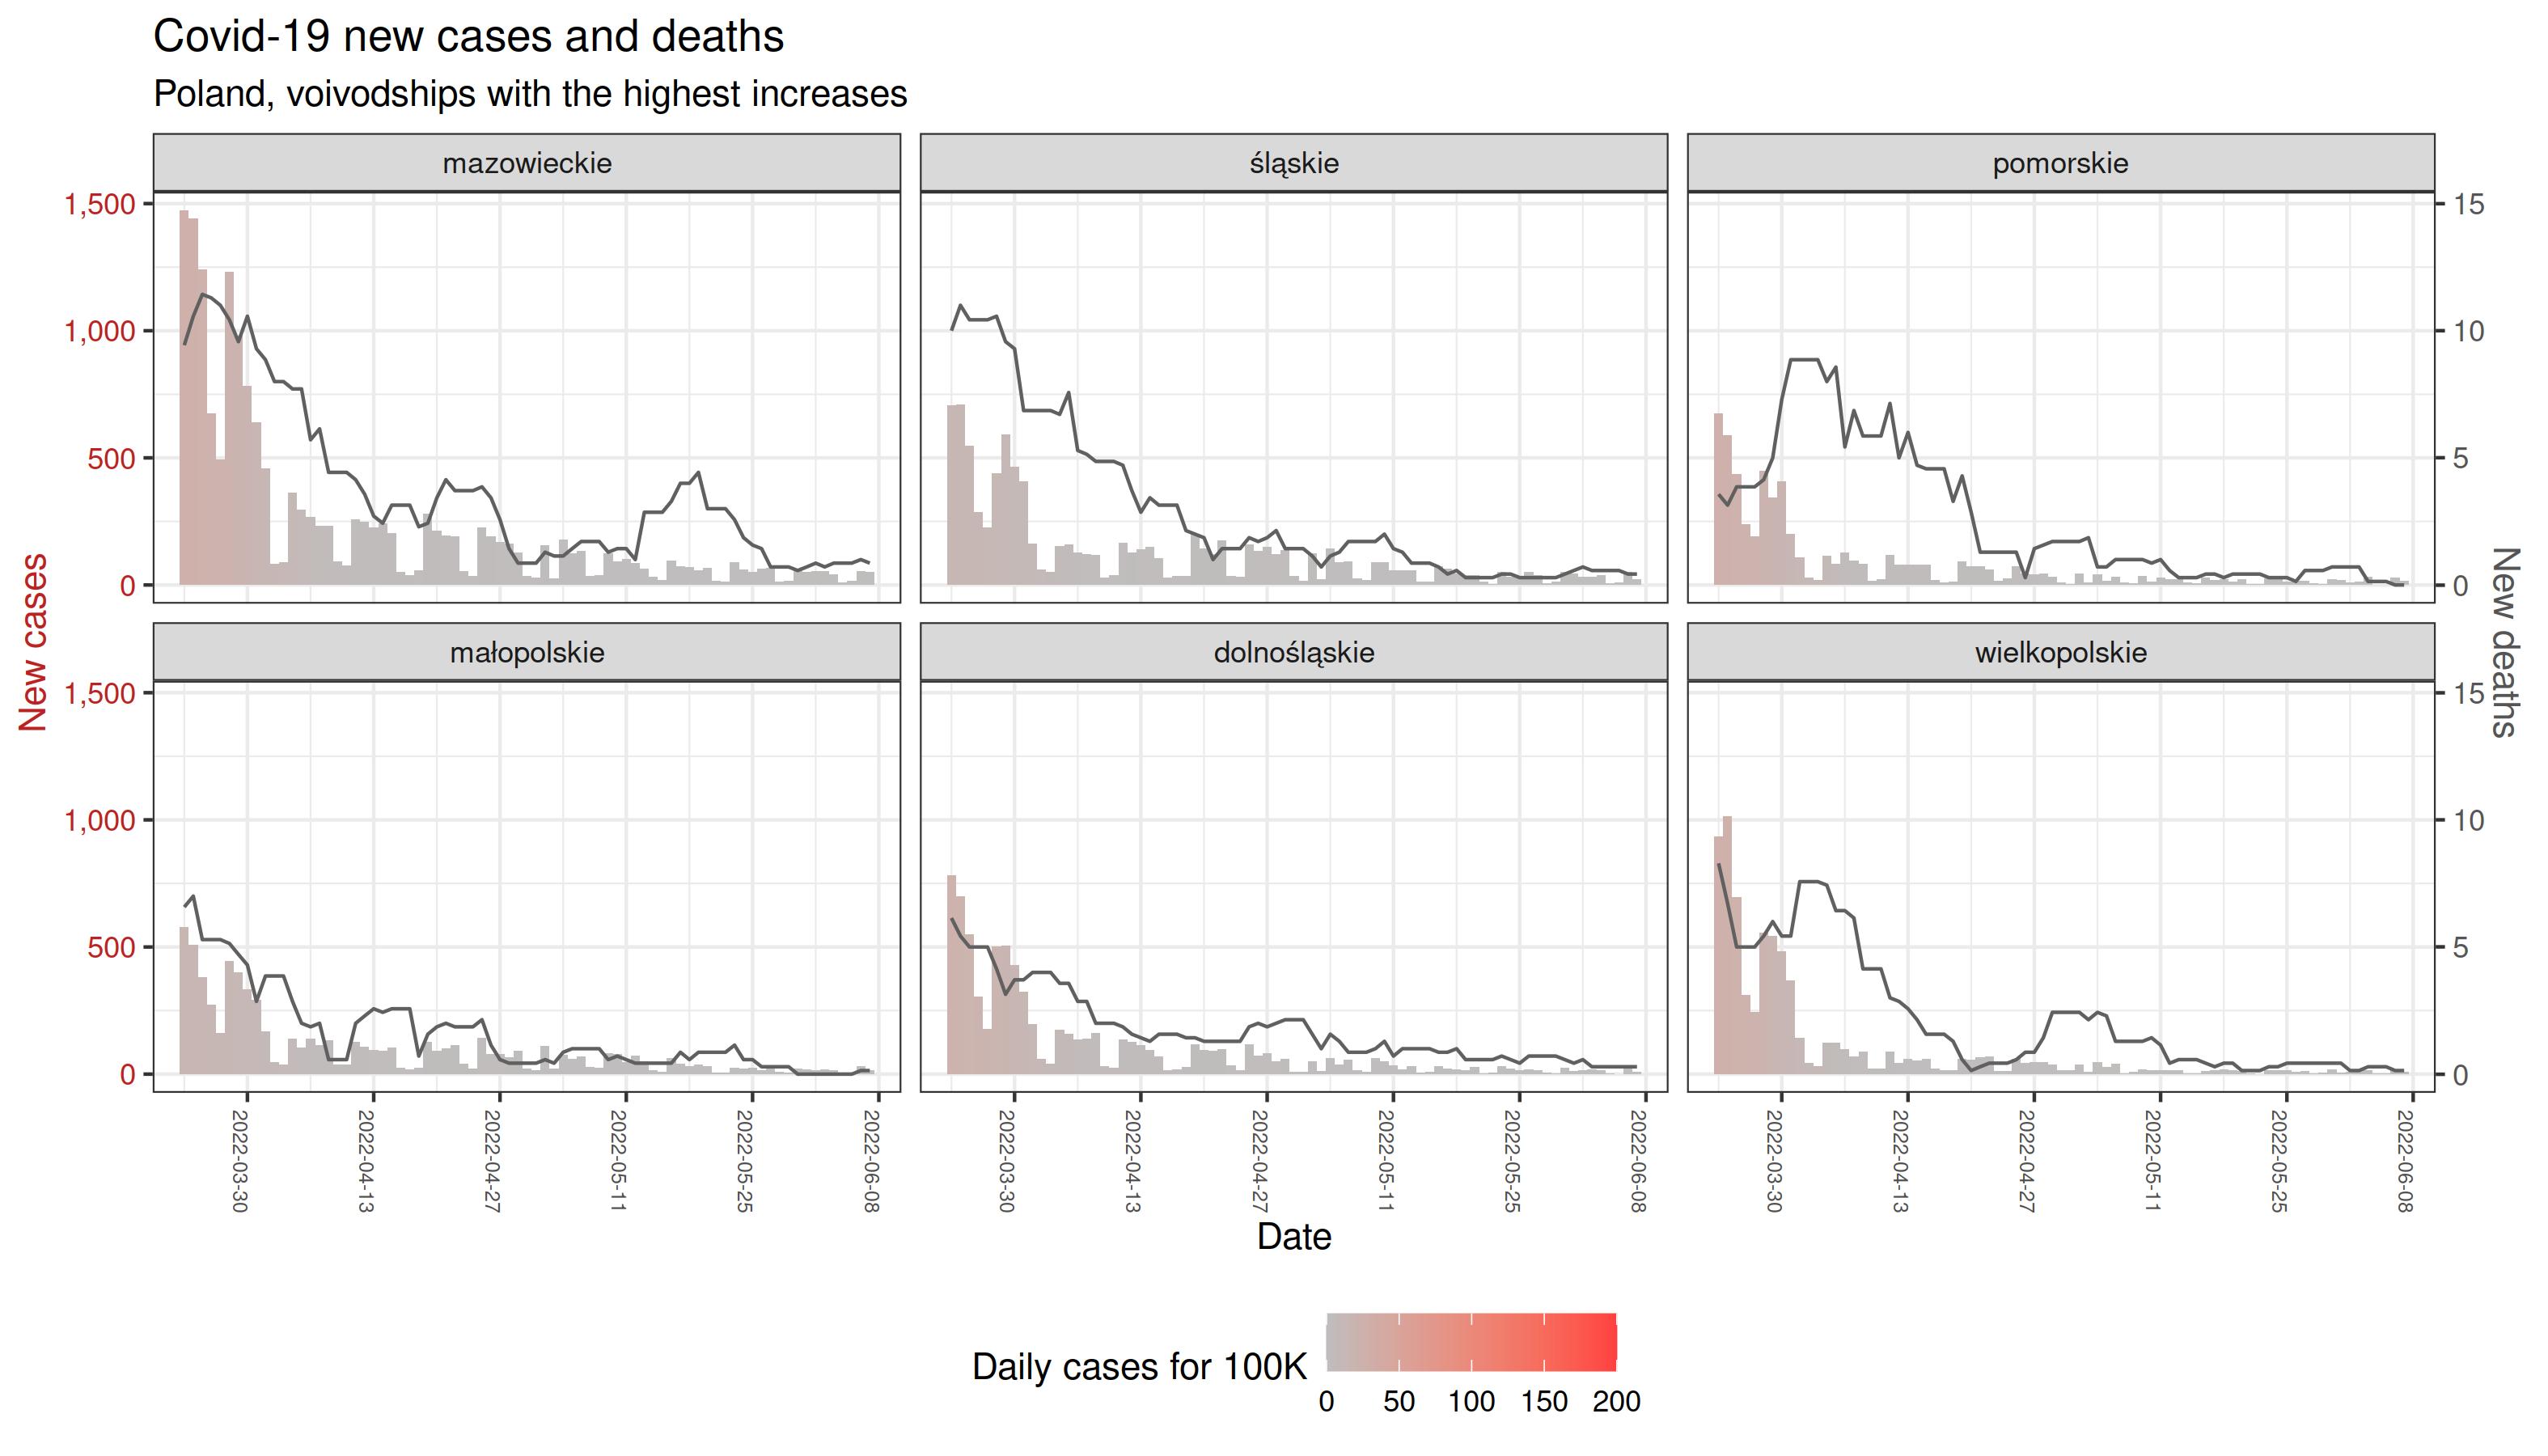 Covid-19 new cases and deaths
Poland, voivodships with the highest increases
mazowieckie
śląskie
pomorskie
1,500
1,000
500
0
15
10
5
0
małopolskie
dolnośląskie
wielkopolskie
1,500
1,000
500
0
15
10
5
0
New cases
New deaths
2022-03-30
2022-04-13
2022-04-27
2022-05-11
2022-05-25
2022-06-08
2022-03-30
2022-04-13
2022-04-27
2022-05-11
2022-05-25
2022-06-08
2022-03-30
2022-04-13
2022-04-27
2022-05-11
2022-05-25
2022-06-08
Date
Daily cases for 100K
0 50 100 150 200